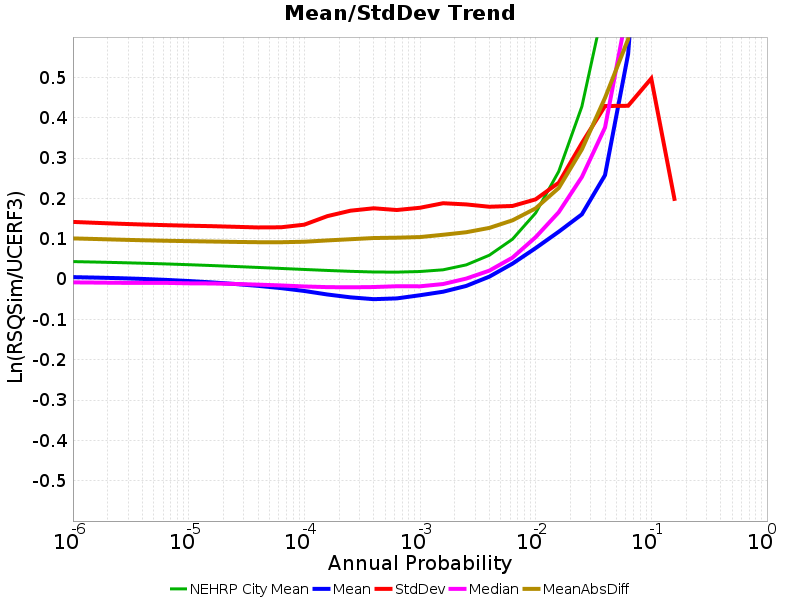 Mean/StdDev Trend
Ln(RSQSim/UCERF3)
0.5
0.4
0.3
0.2
0.1
0
-0.1
-0.2
-0.3
-0.4
-0.5
10-6 10-5 10-4 10-3 10-2 10-1 100
Annual Probability
NEHRP City Mean Mean StdDev Median MeanAbsDiff